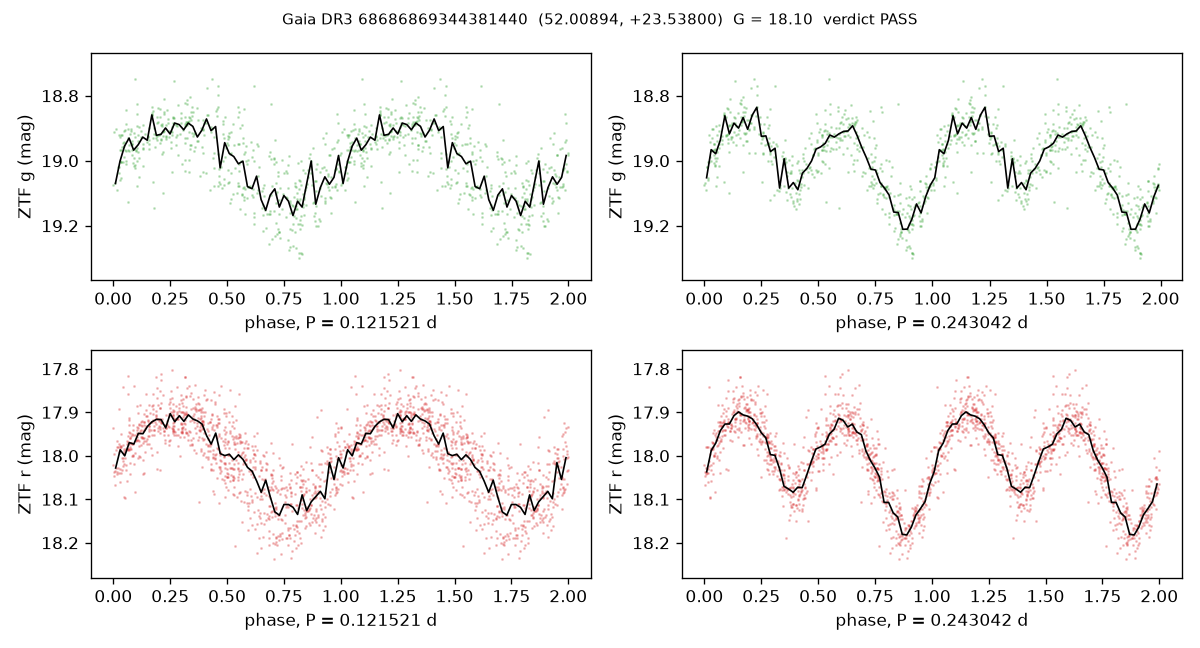 Gaia DR3 68686869344381440  (52.00894, +23.53800)  G = 18.10  verdict PASS
ZTF g (mag)
18.8
19.0
19.2
0.00 0.25 0.50 0.75 1.00 1.25 1.50 1.75 2.00
phase, P = 0.121521 d
ZTF g (mag)
18.8
19.0
19.2
0.00 0.25 0.50 0.75 1.00 1.25 1.50 1.75 2.00
phase, P = 0.243042 d
ZTF r (mag)
17.8
17.9
18.0
18.1
18.2
0.00 0.25 0.50 0.75 1.00 1.25 1.50 1.75 2.00
phase, P = 0.121521 d
ZTF r (mag)
17.8
17.9
18.0
18.1
18.2
0.00 0.25 0.50 0.75 1.00 1.25 1.50 1.75 2.00
phase, P = 0.243042 d